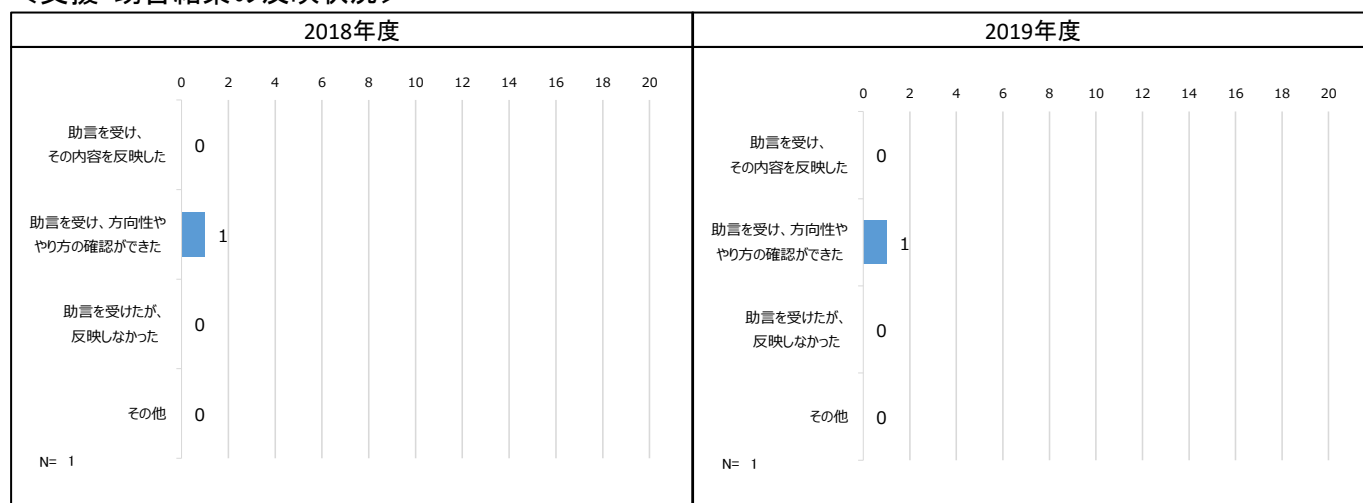 2018年度
0 2 4 6 8 10 12 14 16 18 20
助言を受け、
その内容を反映した
0
助言を受け、方向性や
やり方の確認ができた
1
助言を受けたが、
反映しなかった
0
その他
0
N= 1
2019年度
0 2 4 6 8 10 12 14 16 18 20
助言を受け、
その内容を反映した
0
助言を受け、方向性や
やり方の確認ができた
1
助言を受けたが、
反映しなかった
0
その他
0
N= 1